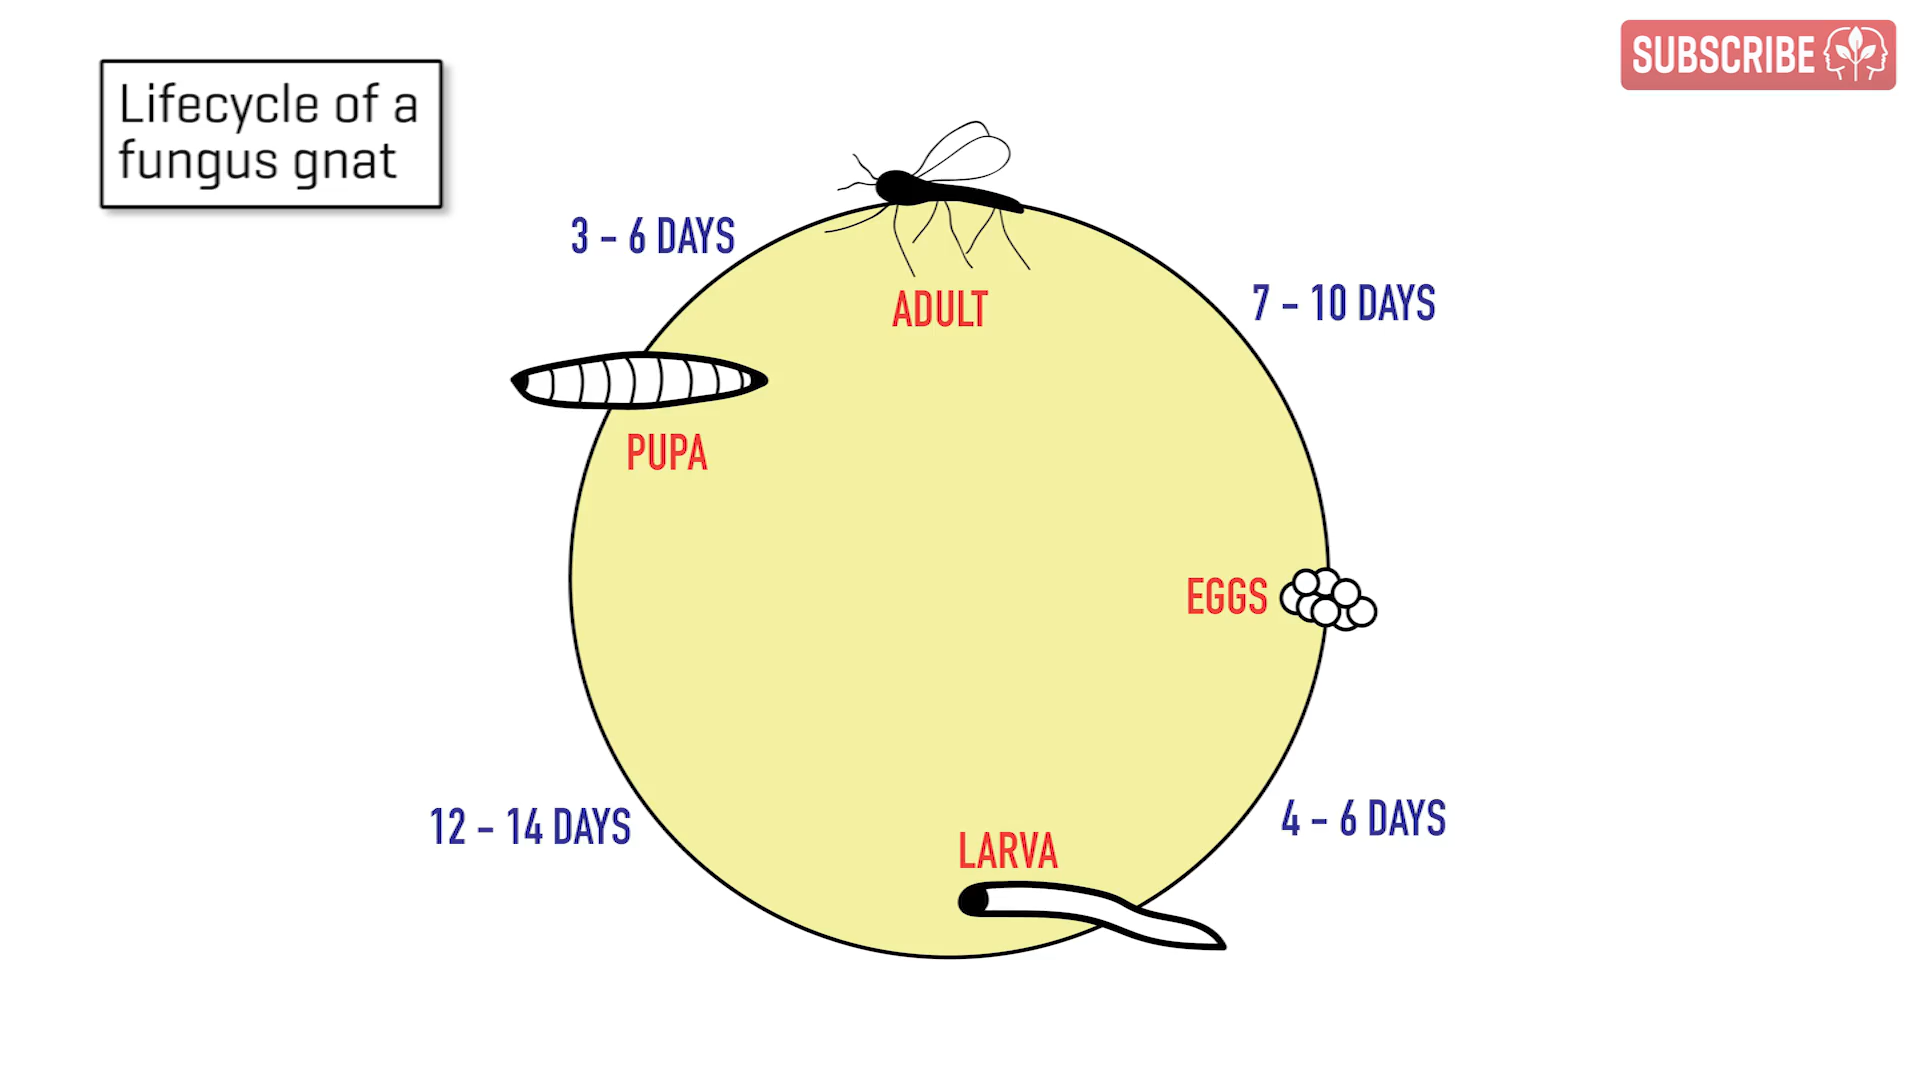 SUBSCRIBE
Lifecycle of a
fungus gnat
3 – 6 DAYS
ADULT
7 – 10 DAYS
PUPA
EGGS
12 – 14 DAYS
LARVA
4 – 6 DAYS